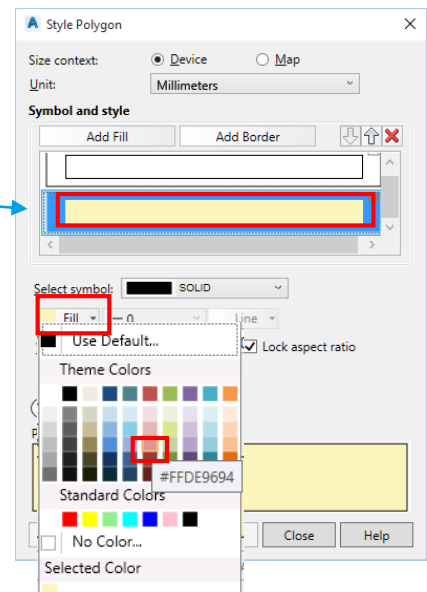 Style Polygon
Size context: Device Map
Unit: Millimeters
Symbol and style
Add Fill Add Border
Select symbol: SOLID
Fill 0 Line
Use Default... Lock aspect ratio
Theme Colors
#FFDE9694
Standard Colors
No Color... Close Help
Selected Color